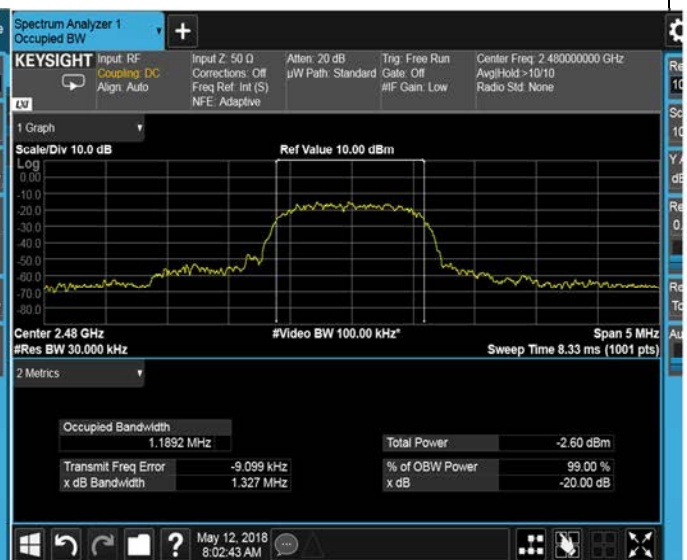 Spectrum Analyzer 1
Occupied BW
+
KEYSIGHT Input: RF
Coupling: DC
Align: Auto
Input Z: 50 Ω
Corrections: Off
Freq Ref: Int (S)
NFE: Adaptive
Atten: 20 dB
µW Path: Standard
Trig: Free Run
Gate: Off
#IF Gain: Low
Center Freq: 2.480000000 GHz
Avg|Hold:>10/10
Radio Std: None
LXI
1 Graph
Scale/Div 10.0 dB
Ref Value 10.00 dBm
Log
0.00
-10.0
-20.0
-30.0
-40.0
-50.0
-60.0
-70.0
-80.0
Center 2.48 GHz
#Video BW 100.00 kHz*
Span 5 MHz
#Res BW 30.000 kHz
Sweep Time 8.33 ms (1001 pts)
2 Metrics
Occupied Bandwidth
1.1892 MHz
Total Power -2.60 dBm
Transmit Freq Error -9.099 kHz
% of OBW Power 99.00 %
x dB Bandwidth 1.327 MHz
x dB -20.00 dB
?
May 12, 2018
8:02:43 AM